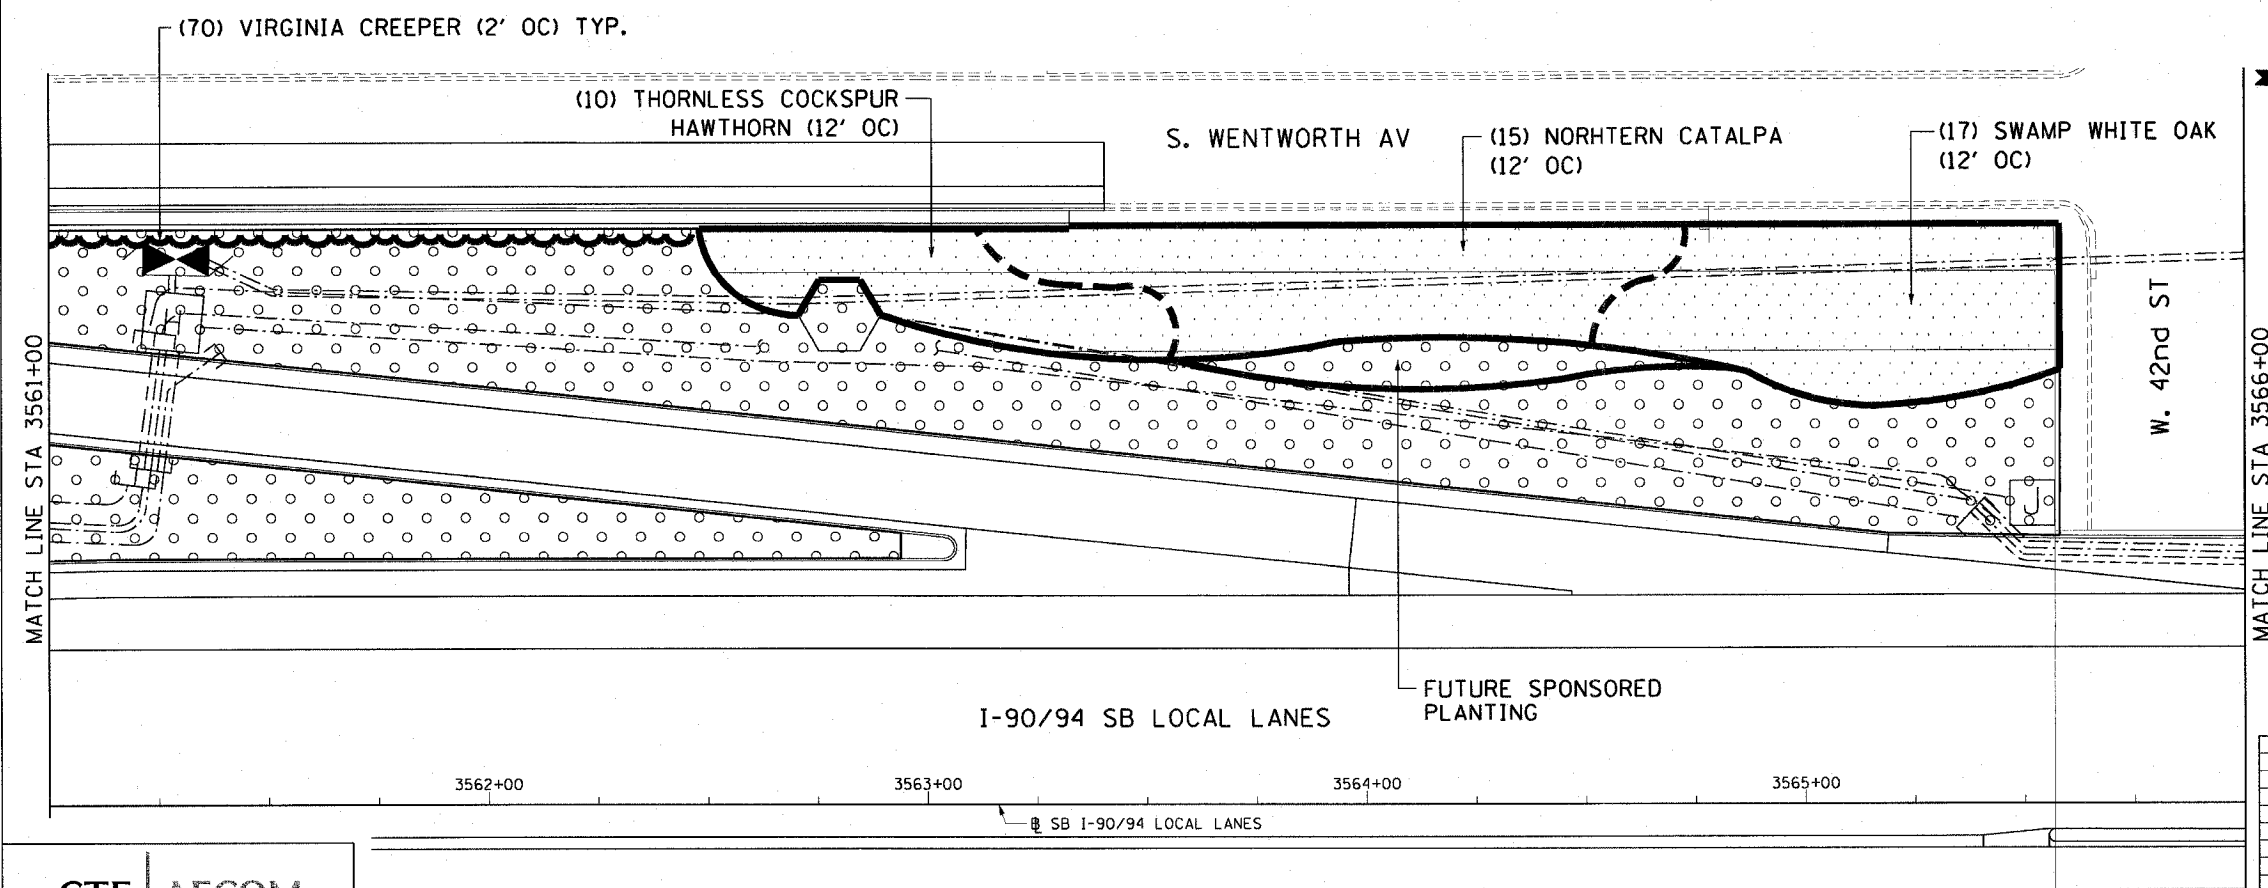 (70) VIRGINIA CREEPER (2' OC) TYP.
(10) THORNLESS COCKSPUR
HAWTHORN (12' OC)
S. WENTWORTH AV
(15) NORHTERN CATALPA
(12' OC)
(17) SWAMP WHITE OAK
(12' OC)
W. 42nd ST
MATCH LINE STA 3561+00
MATCH LINE STA 3566+00
FUTURE SPONSORED
PLANTING
I-90/94 SB LOCAL LANES
3562+00
3563+00
3564+00
3565+00
SB I-90/94 LOCAL LANES